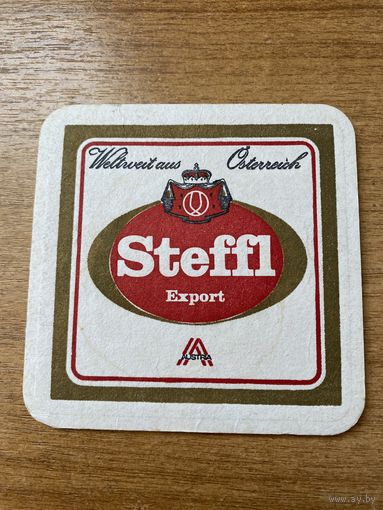 Weltweit aus Österreich
Steffl
Export
AUSTRIA
www.ay.by